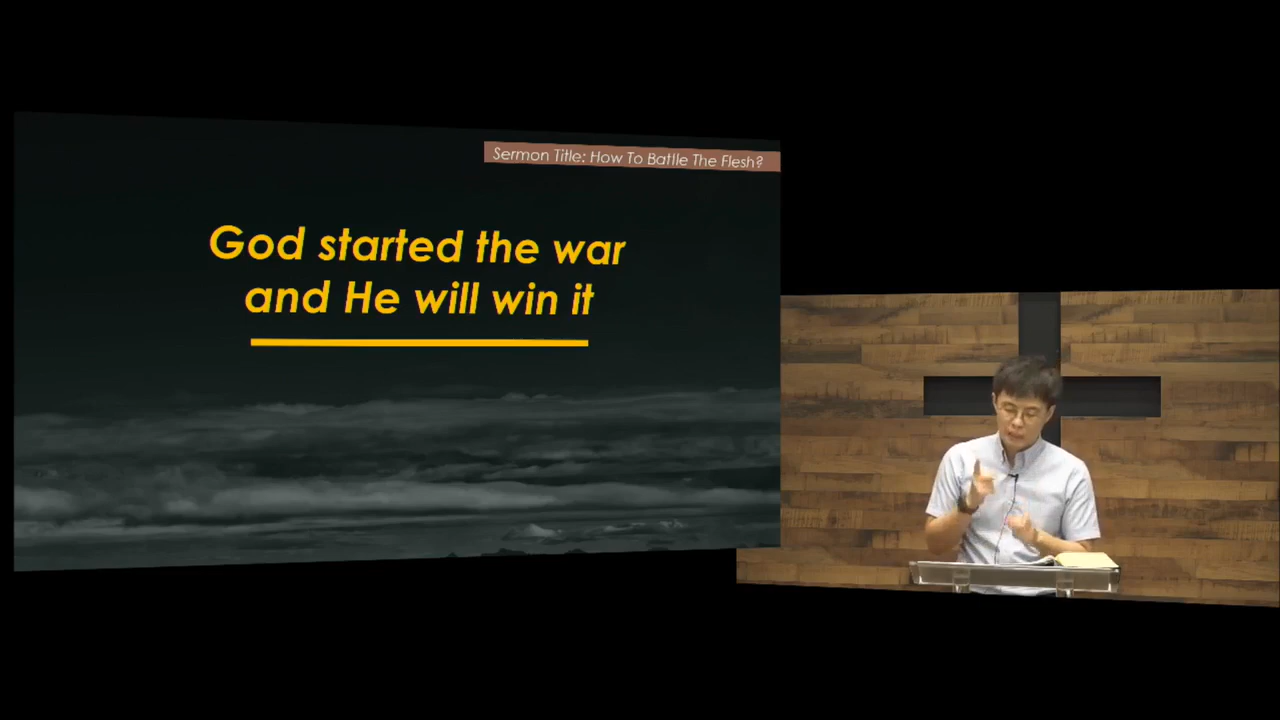 Sermon Title: How To Battle The Flesh?
God started the war
and He will win it